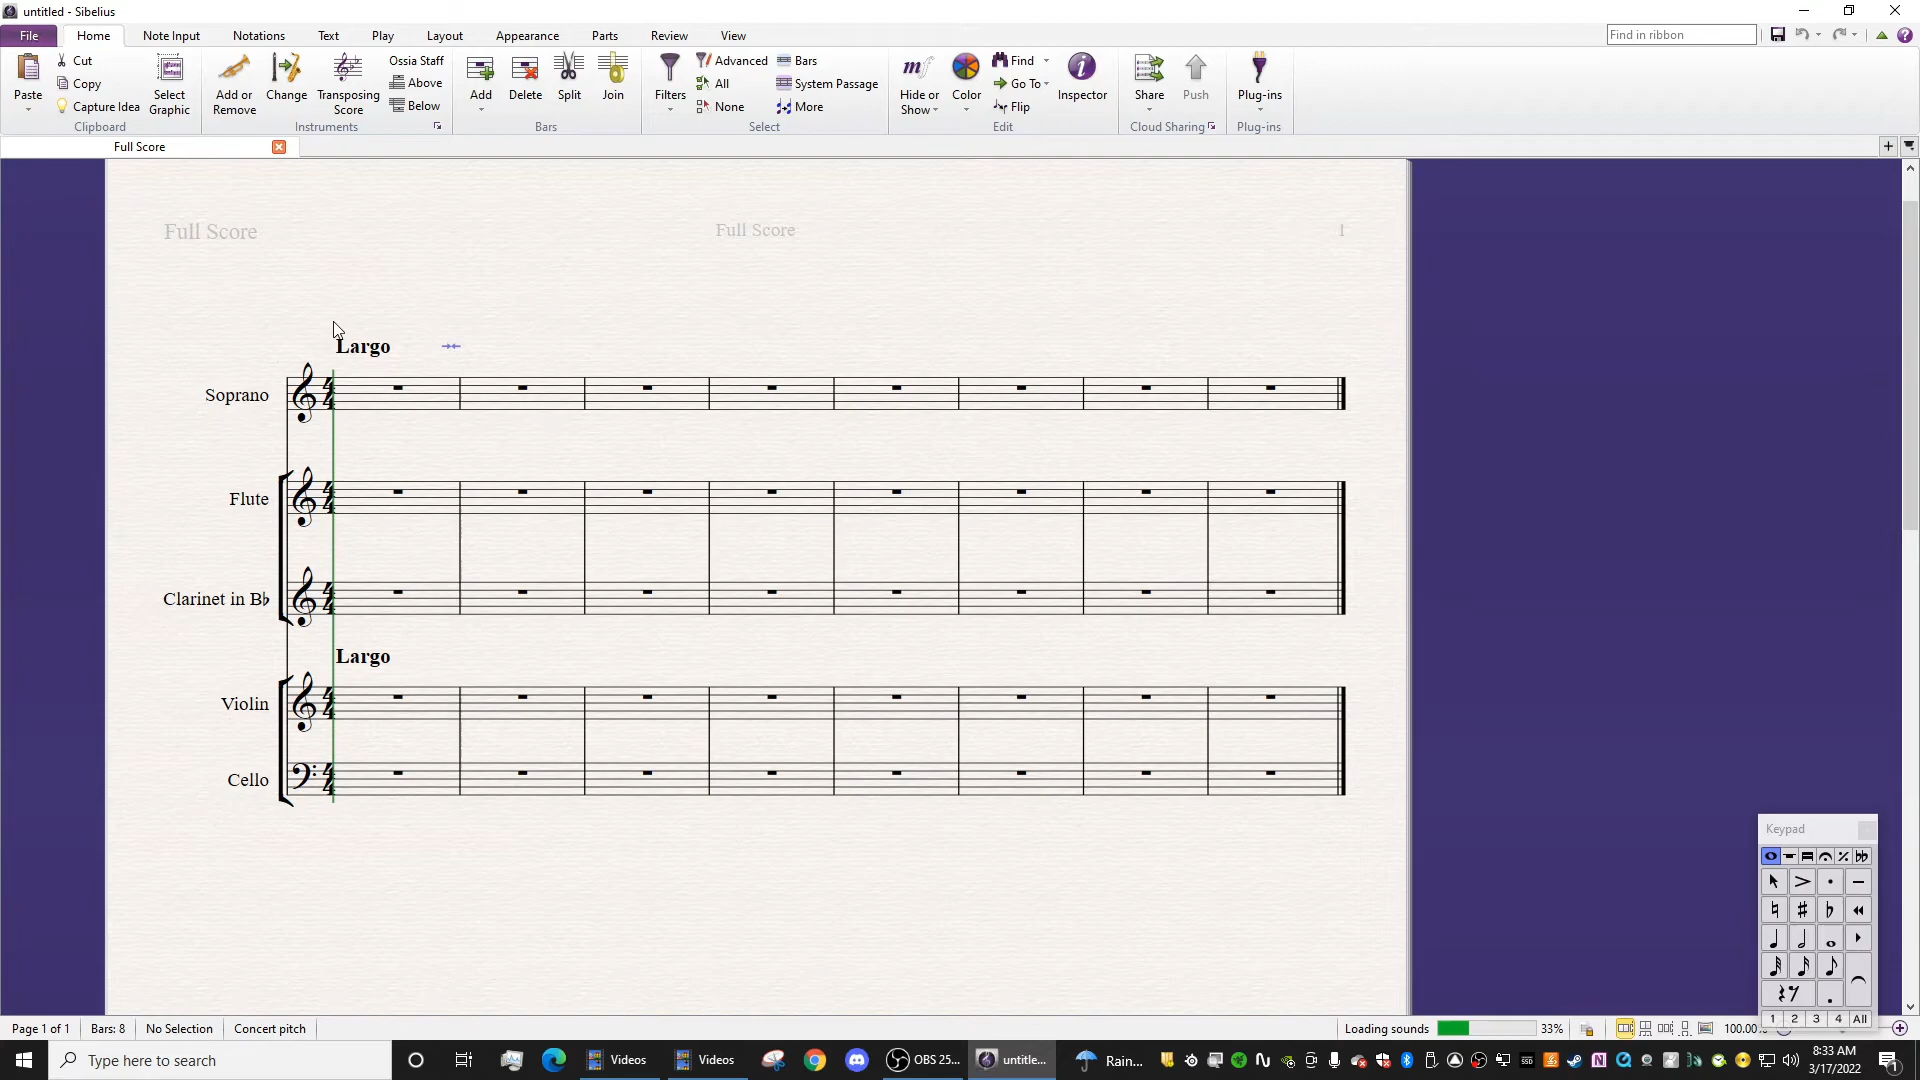 untitled - Sibelius
File Home Note Input Notations Text Play Layout Appearance Parts Review View Find in ribbon
Paste Cut Copy Capture Idea Select Graphic Clipboard
Add or Remove Change Transposing Score Ossia Staff Above Below Instruments
Add Delete Split Join Bars
Filters Advanced All None Bars System Passage More Select
mf Hide or Show Color Find Go To Flip Inspector Edit
Share Push Cloud Sharing
Plug-ins Plug-ins
Full Score
Full Score Full Score 1
Largo
Soprano
Flute
Clarinet in B♭
Largo
Violin
Cello
Keypad
1 2 3 4 All
Page 1 of 1 Bars: 8 No Selection Concert pitch Loading sounds 33% 100.00%
Type here to search Videos Videos OBS 25... untitle... Rain... 8:33 AM
3/17/2022